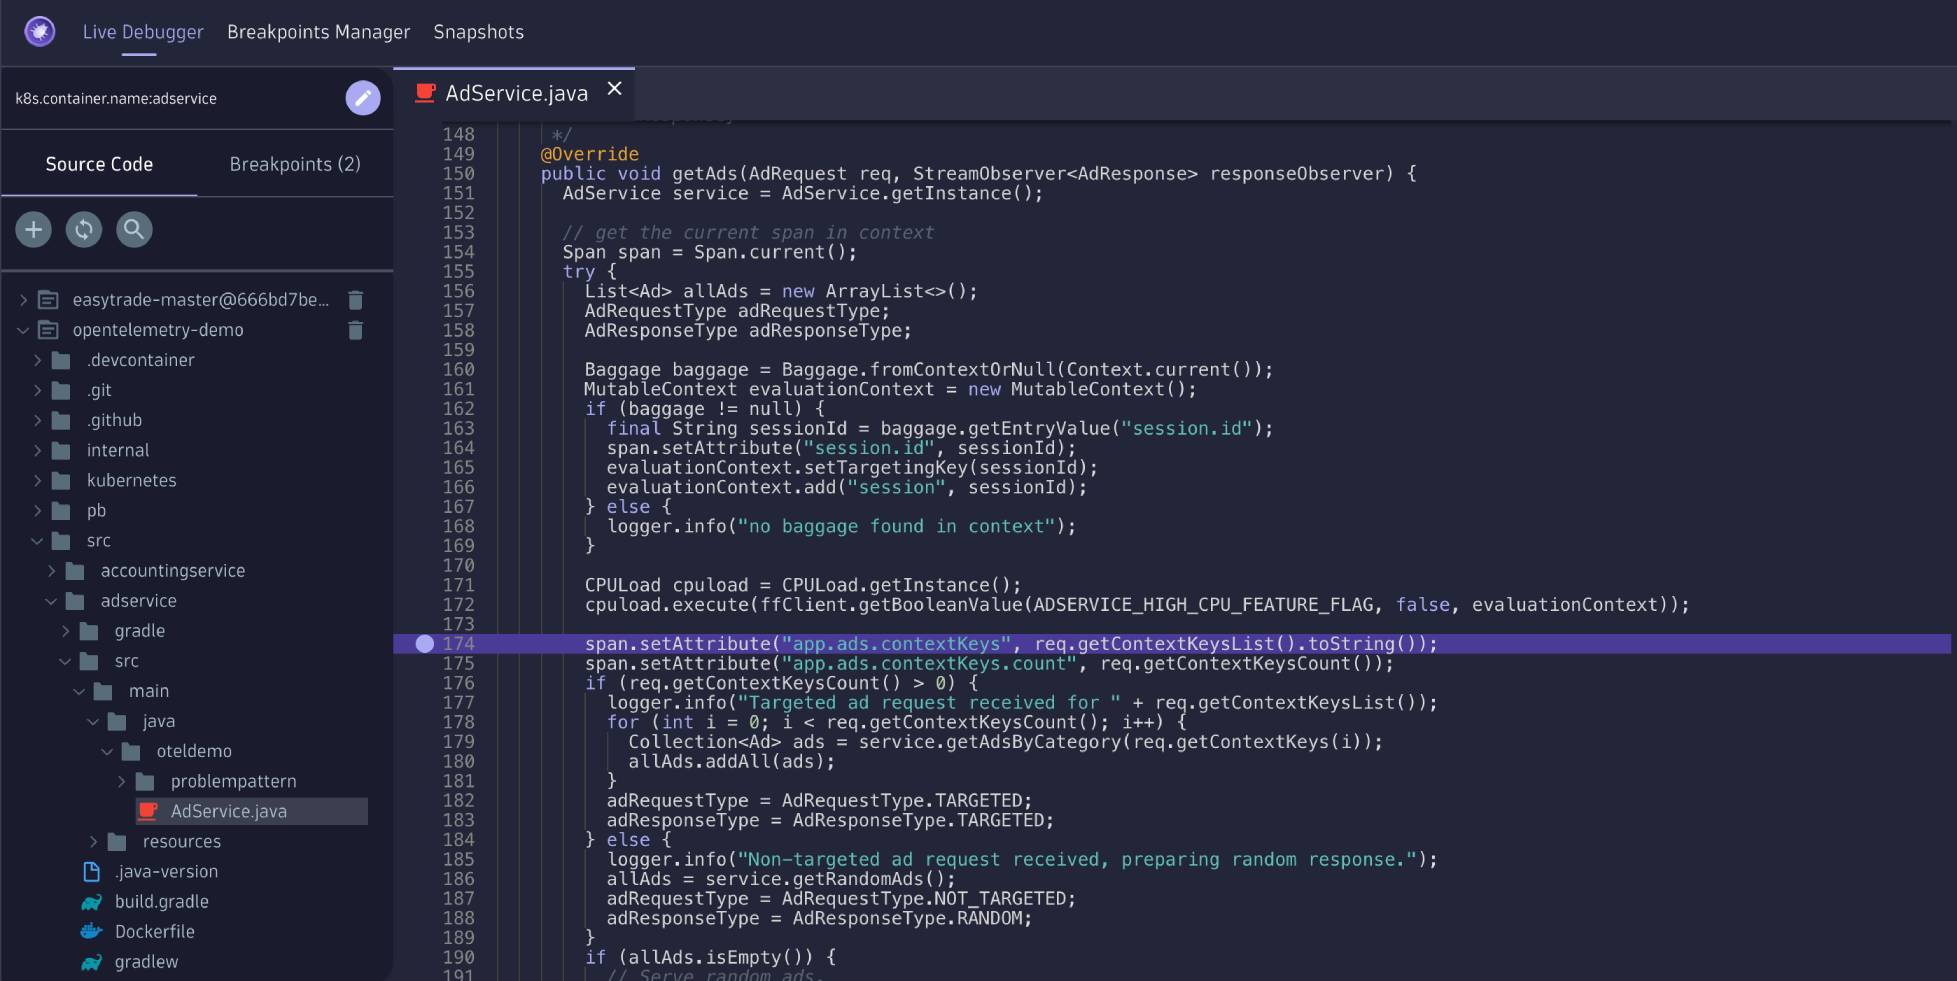 Live Debugger Breakpoints Manager Snapshots
k8s.container.name:adservice
Source Code Breakpoints (2)
easytrade-master@666bd7be...
opentelemetry-demo
.devcontainer
.git
.github
internal
kubernetes
pb
src
accountingservice
adservice
gradle
src
main
java
oteldemo
problempattern
AdService.java
resources
.java-version
build.gradle
Dockerfile
gradlew
AdService.java
148 */
149 @Override
150 public void getAds(AdRequest req, StreamObserver<AdResponse> responseObserver) {
151 AdService service = AdService.getInstance();
152
153 // get the current span in context
154 Span span = Span.current();
155 try {
156 List<Ad> allAds = new ArrayList<>();
157 AdRequestType adRequestType;
158 AdResponseType adResponseType;
159
160 Baggage baggage = Baggage.fromContextOrNull(Context.current());
161 MutableContext evaluationContext = new MutableContext();
162 if (baggage != null) {
163 final String sessionId = baggage.getEntryValue("session.id");
164 span.setAttribute("session.id", sessionId);
165 evaluationContext.setTargetingKey(sessionId);
166 evaluationContext.add("session", sessionId);
167 } else {
168 logger.info("no baggage found in context");
169 }
170
171 CPULoad cpuload = CPULoad.getInstance();
172 cpuload.execute(ffClient.getBooleanValue(ADSERVICE_HIGH_CPU_FEATURE_FLAG, false, evaluationContext));
173
174 span.setAttribute("app.ads.contextKeys", req.getContextKeysList().toString());
175 span.setAttribute("app.ads.contextKeys.count", req.getContextKeysCount());
176 if (req.getContextKeysCount() > 0) {
177 logger.info("Targeted ad request received for " + req.getContextKeysList());
178 for (int i = 0; i < req.getContextKeysCount(); i++) {
179 Collection<Ad> ads = service.getAdsByCategory(req.getContextKeys(i));
180 allAds.addAll(ads);
181 }
182 adRequestType = AdRequestType.TARGETED;
183 adResponseType = AdResponseType.TARGETED;
184 } else {
185 logger.info("Non-targeted ad request received, preparing random response.");
186 allAds = service.getRandomAds();
187 adRequestType = AdRequestType.NOT_TARGETED;
188 adResponseType = AdResponseType.RANDOM;
189 }
190 if (allAds.isEmpty()) {
191 // Serve random ads.